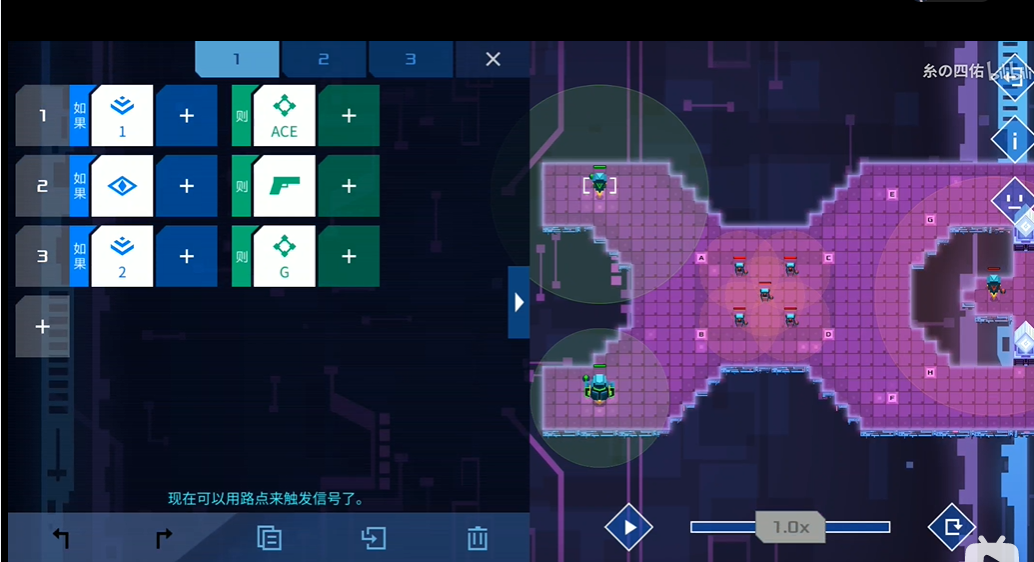 1 2 3
糸の四佑
1 如果 1 则 ACE
2 如果 则
3 如果 2 则 G
E
G
A C
B D
H
F
现在可以用路点来触发信号了。
1.0x